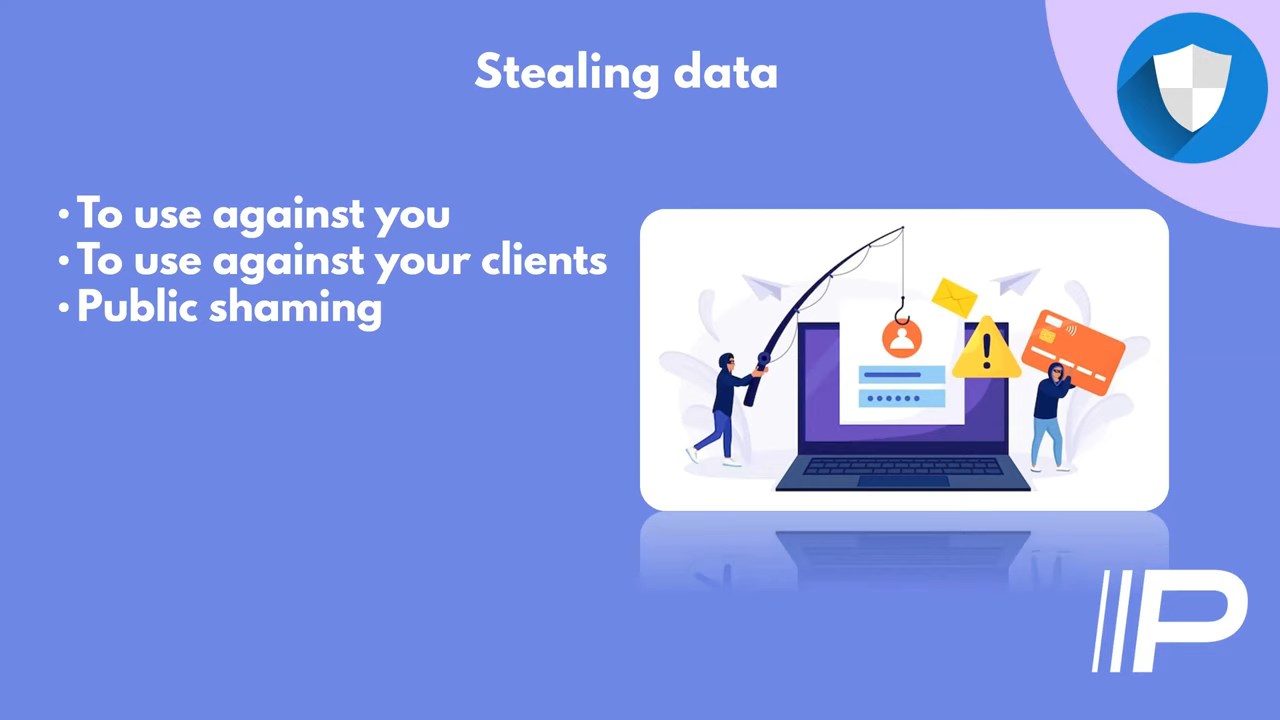 Stealing data
• To use against you
• To use against your clients
• Public shaming
P